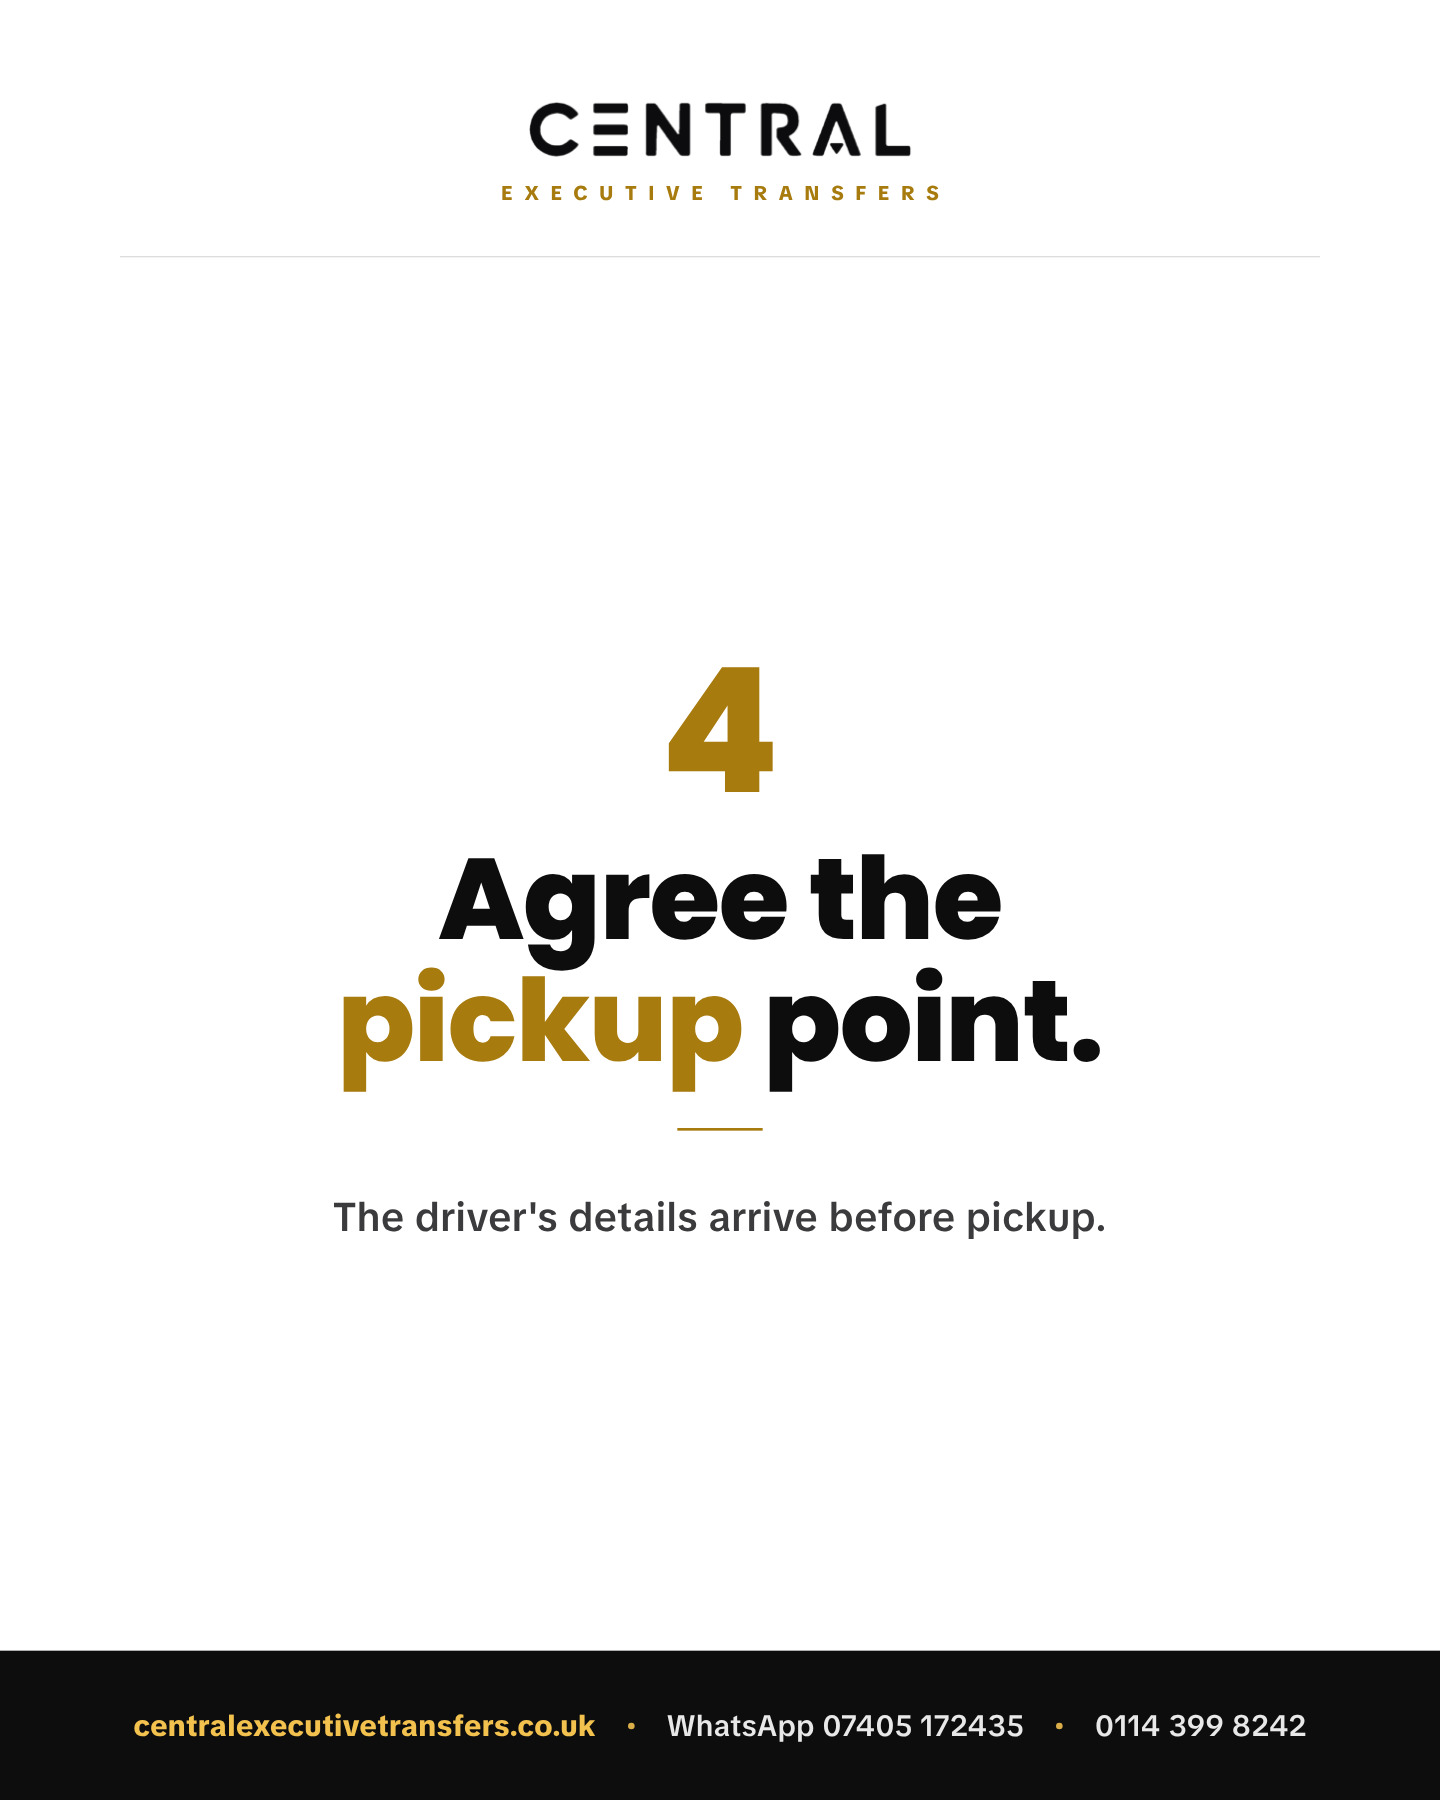 CENTRAL
EXECUTIVE TRANSFERS
4
Agree the
pickup point.
The driver's details arrive before pickup.
centralexecutivetransfers.co.uk • WhatsApp 07405 172435 • 0114 399 8242